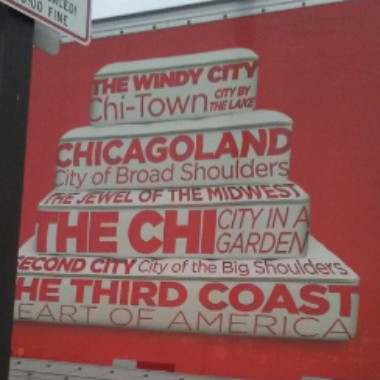 FINE
THE WINDY CITY
Chi-Town CITY BY THE LAKE
CHICAGOLAND
City of Broad Shoulders
THE JEWEL OF THE MIDWEST
THE CHI CITY IN A GARDEN
SECOND CITY City of the Big Shoulders
HE THIRD COAST
EART OF AMERICA